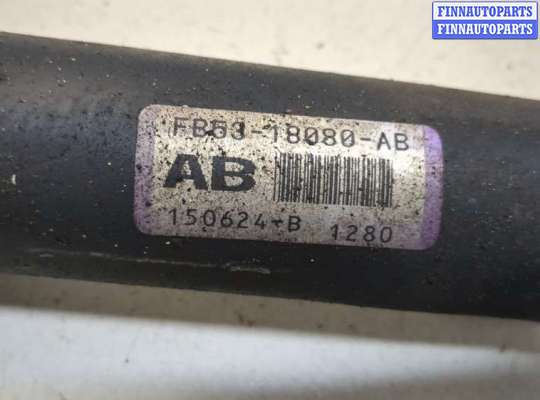 FINNAUTOPARTS
FINNAUTOPARTS
FB53-18080-AB
AB
150624-B 1280